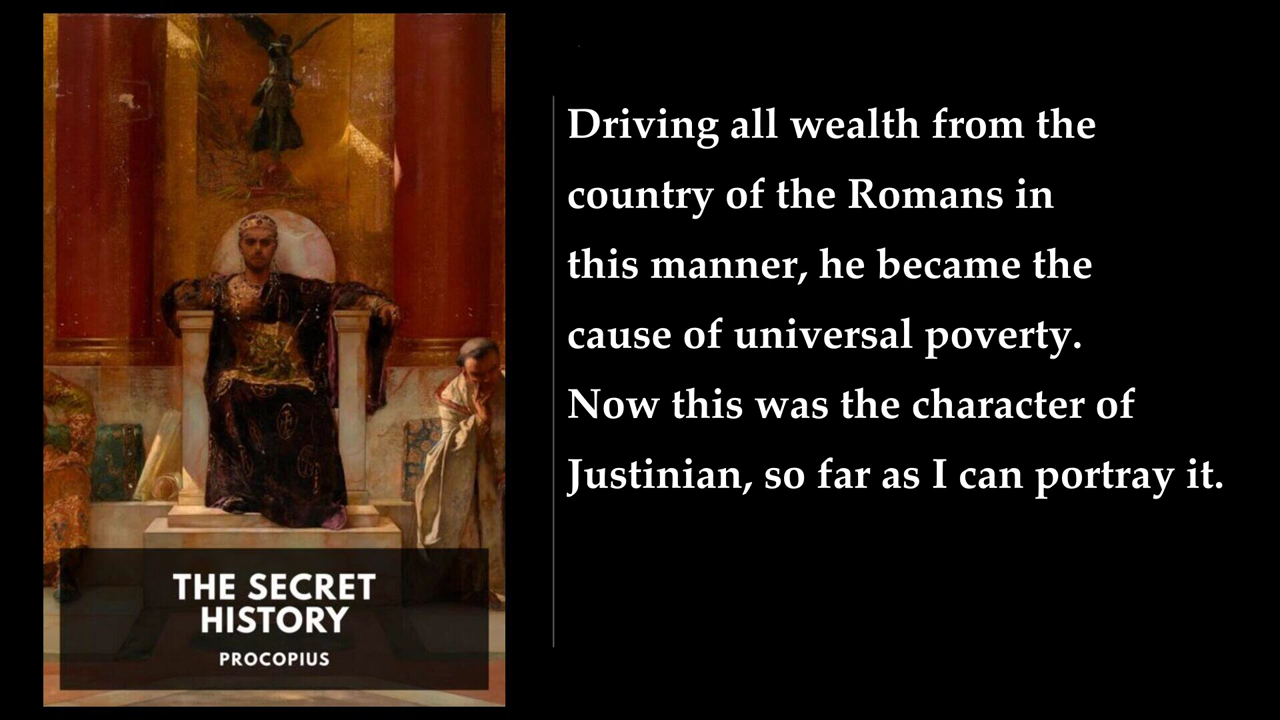 THE SECRET
HISTORY
PROCOPIUS
Driving all wealth from the
country of the Romans in
this manner, he became the
cause of universal poverty.
Now this was the character of
Justinian, so far as I can portray it.